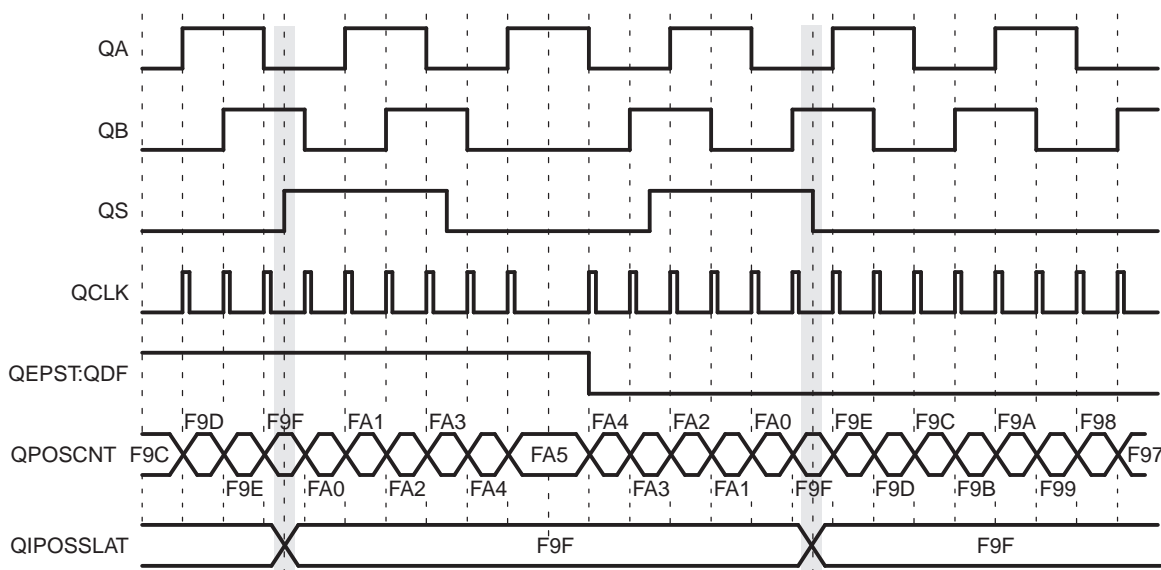 QA
QB
QS
QCLK
QEPST:QDF
F9D F9F FA1 FA3 FA4 FA2 FA0 F9E F9C F9A F98
QPOSCNT F9C FA5 F97
F9E FA0 FA2 FA4 FA3 FA1 F9F F9D F9B F99
QIPOSSLAT F9F F9F